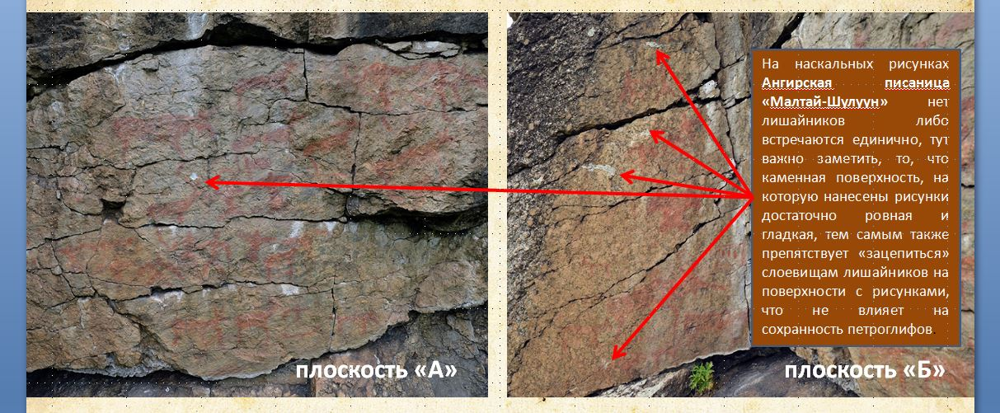 На наскальных рисунках
Ангирская писаница
«Малтай-Шулуун» нет
лишайников либо
встречаются единично, тут
важно заметить, то, что
каменная поверхность, на
которую нанесены рисунки
достаточно ровная и
гладкая, тем самым также
препятствует «зацепиться»
слоевищам лишайников на
поверхности с рисунками,
что не влияет на
сохранность петроглифов
плоскость «А»
плоскость «Б»